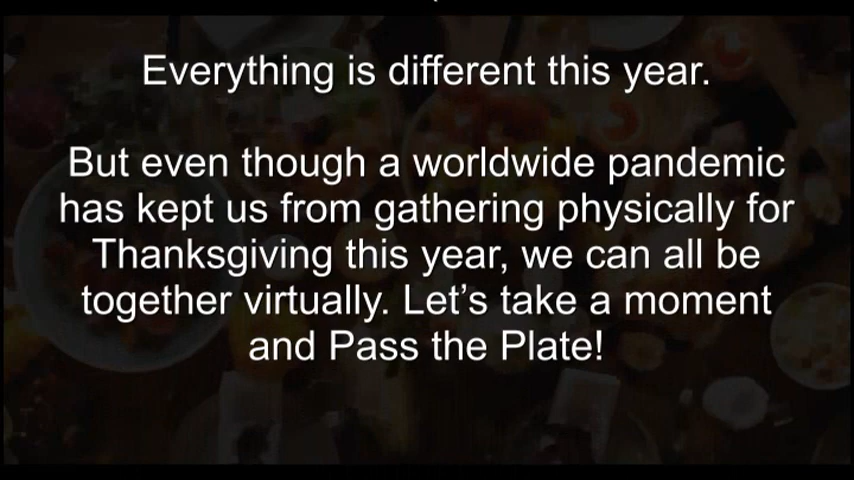 Everything is different this year.
But even though a worldwide pandemic
has kept us from gathering physically for
Thanksgiving this year, we can all be
together virtually. Let’s take a moment
and Pass the Plate!